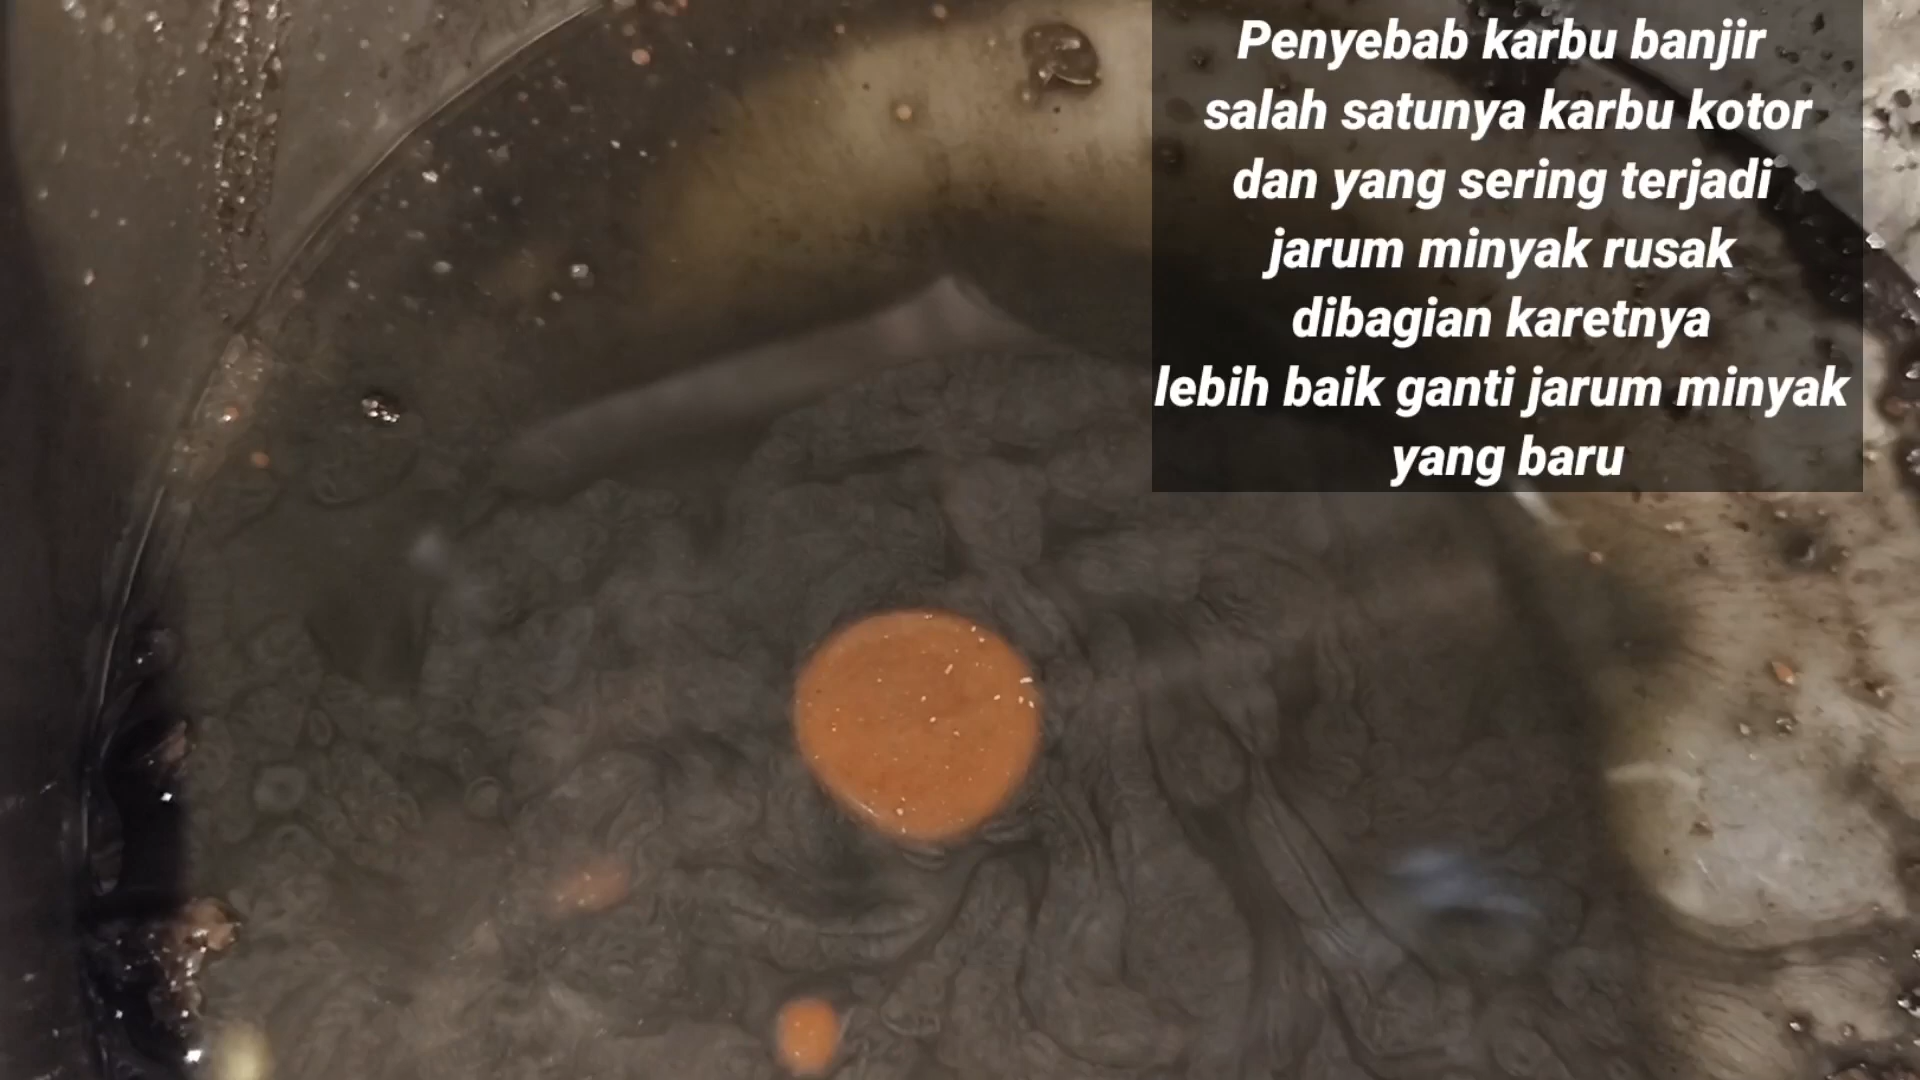 Penyebab karbu banjir
salah satunya karbu kotor
dan yang sering terjadi
jarum minyak rusak
dibagian karetnya
lebih baik ganti jarum minyak
yang baru